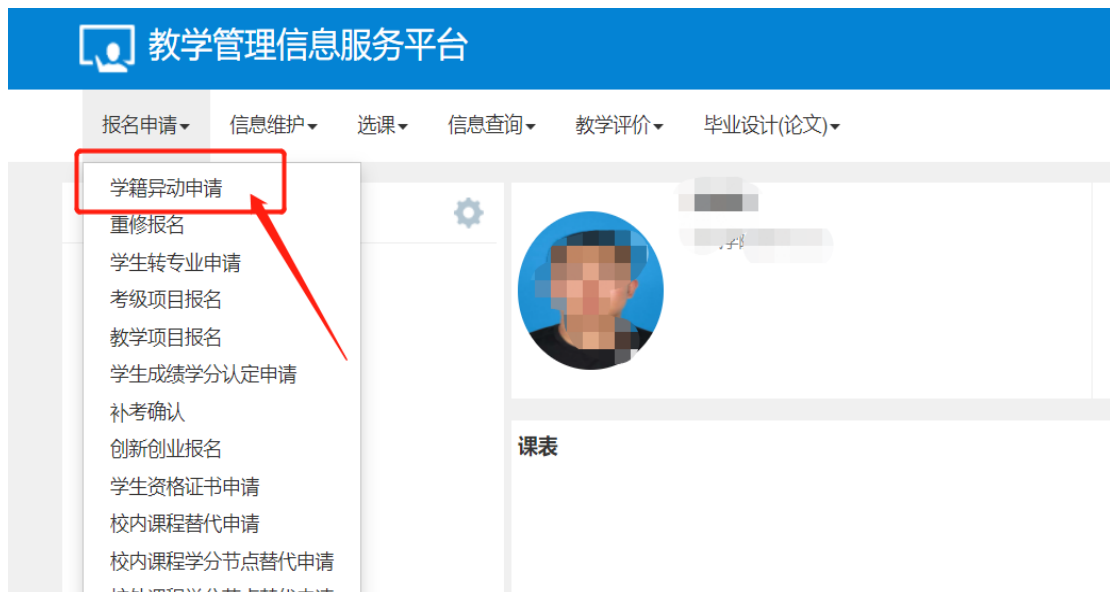 教学管理信息服务平台
报名申请 信息维护 选课 信息查询 教学评价 毕业设计(论文)
学籍异动申请
重修报名
学生转专业申请
考级项目报名
教学项目报名
学生成绩学分认定申请
补考确认
创新创业报名
学生资格证书申请
校内课程替代申请
校内课程学分节点替代申请
课表